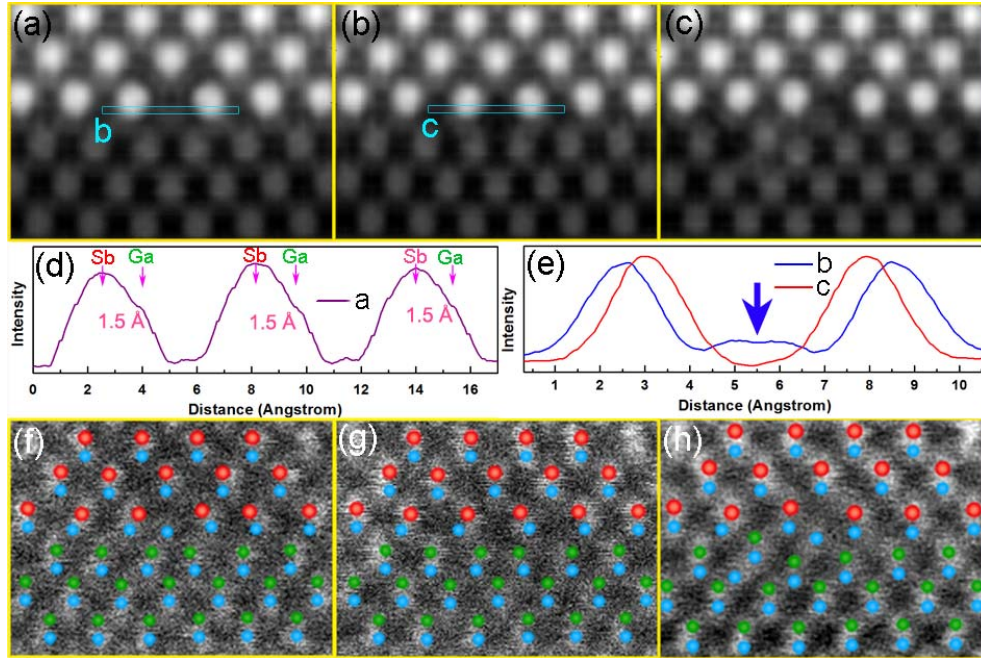 (a)
b
(b)
c
(c)
(d)
Sb Ga Sb Ga Sb Ga
a
1.5 Å 1.5 Å 1.5 Å
Intensity
0 2 4 6 8 10 12 14 16
Distance (Angstrom)
(e)
b
c
Intensity
1 2 3 4 5 6 7 8 9 10
Distance (Angstrom)
(f)
(g)
(h)